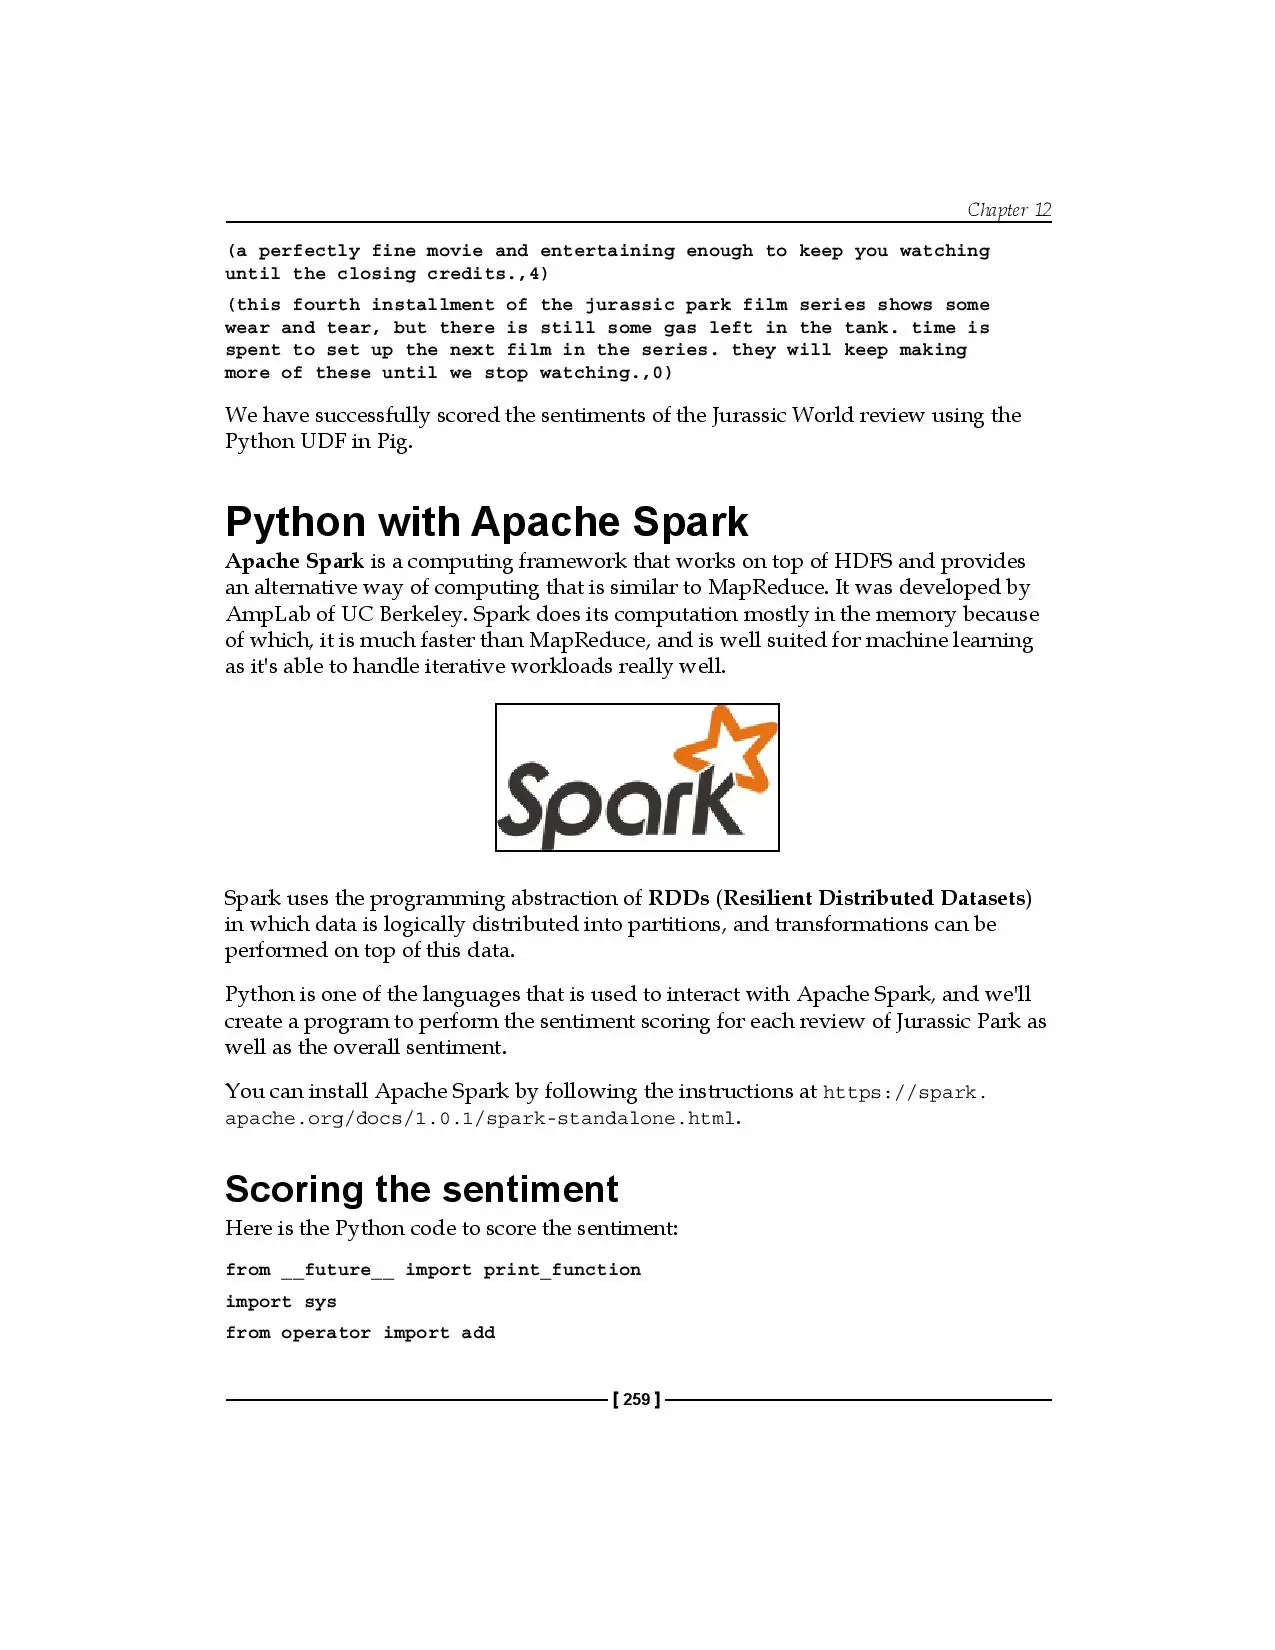 Chapter 12
(a perfectly fine movie and entertaining enough to keep you watching
until the closing credits.,4)
(this fourth installment of the jurassic park film series shows some
wear and tear, but there is still some gas left in the tank. time is
spent to set up the next film in the series. they will keep making
more of these until we stop watching.,0)
We have successfully scored the sentiments of the Jurassic World review using the
Python UDF in Pig.
Python with Apache Spark
Apache Spark is a computing framework that works on top of HDFS and provides
an alternative way of computing that is similar to MapReduce. It was developed by
AmpLab of UC Berkeley. Spark does its computation mostly in the memory because
of which, it is much faster than MapReduce, and is well suited for machine learning
as it's able to handle iterative workloads really well.
Spark
Spark uses the programming abstraction of RDDs (Resilient Distributed Datasets)
in which data is logically distributed into partitions, and transformations can be
performed on top of this data.
Python is one of the languages that is used to interact with Apache Spark, and we'll
create a program to perform the sentiment scoring for each review of Jurassic Park as
well as the overall sentiment.
You can install Apache Spark by following the instructions at https://spark.
apache.org/docs/1.0.1/spark-standalone.html.
Scoring the sentiment
Here is the Python code to score the sentiment:
from __future__ import print_function
import sys
from operator import add
[ 259 ]